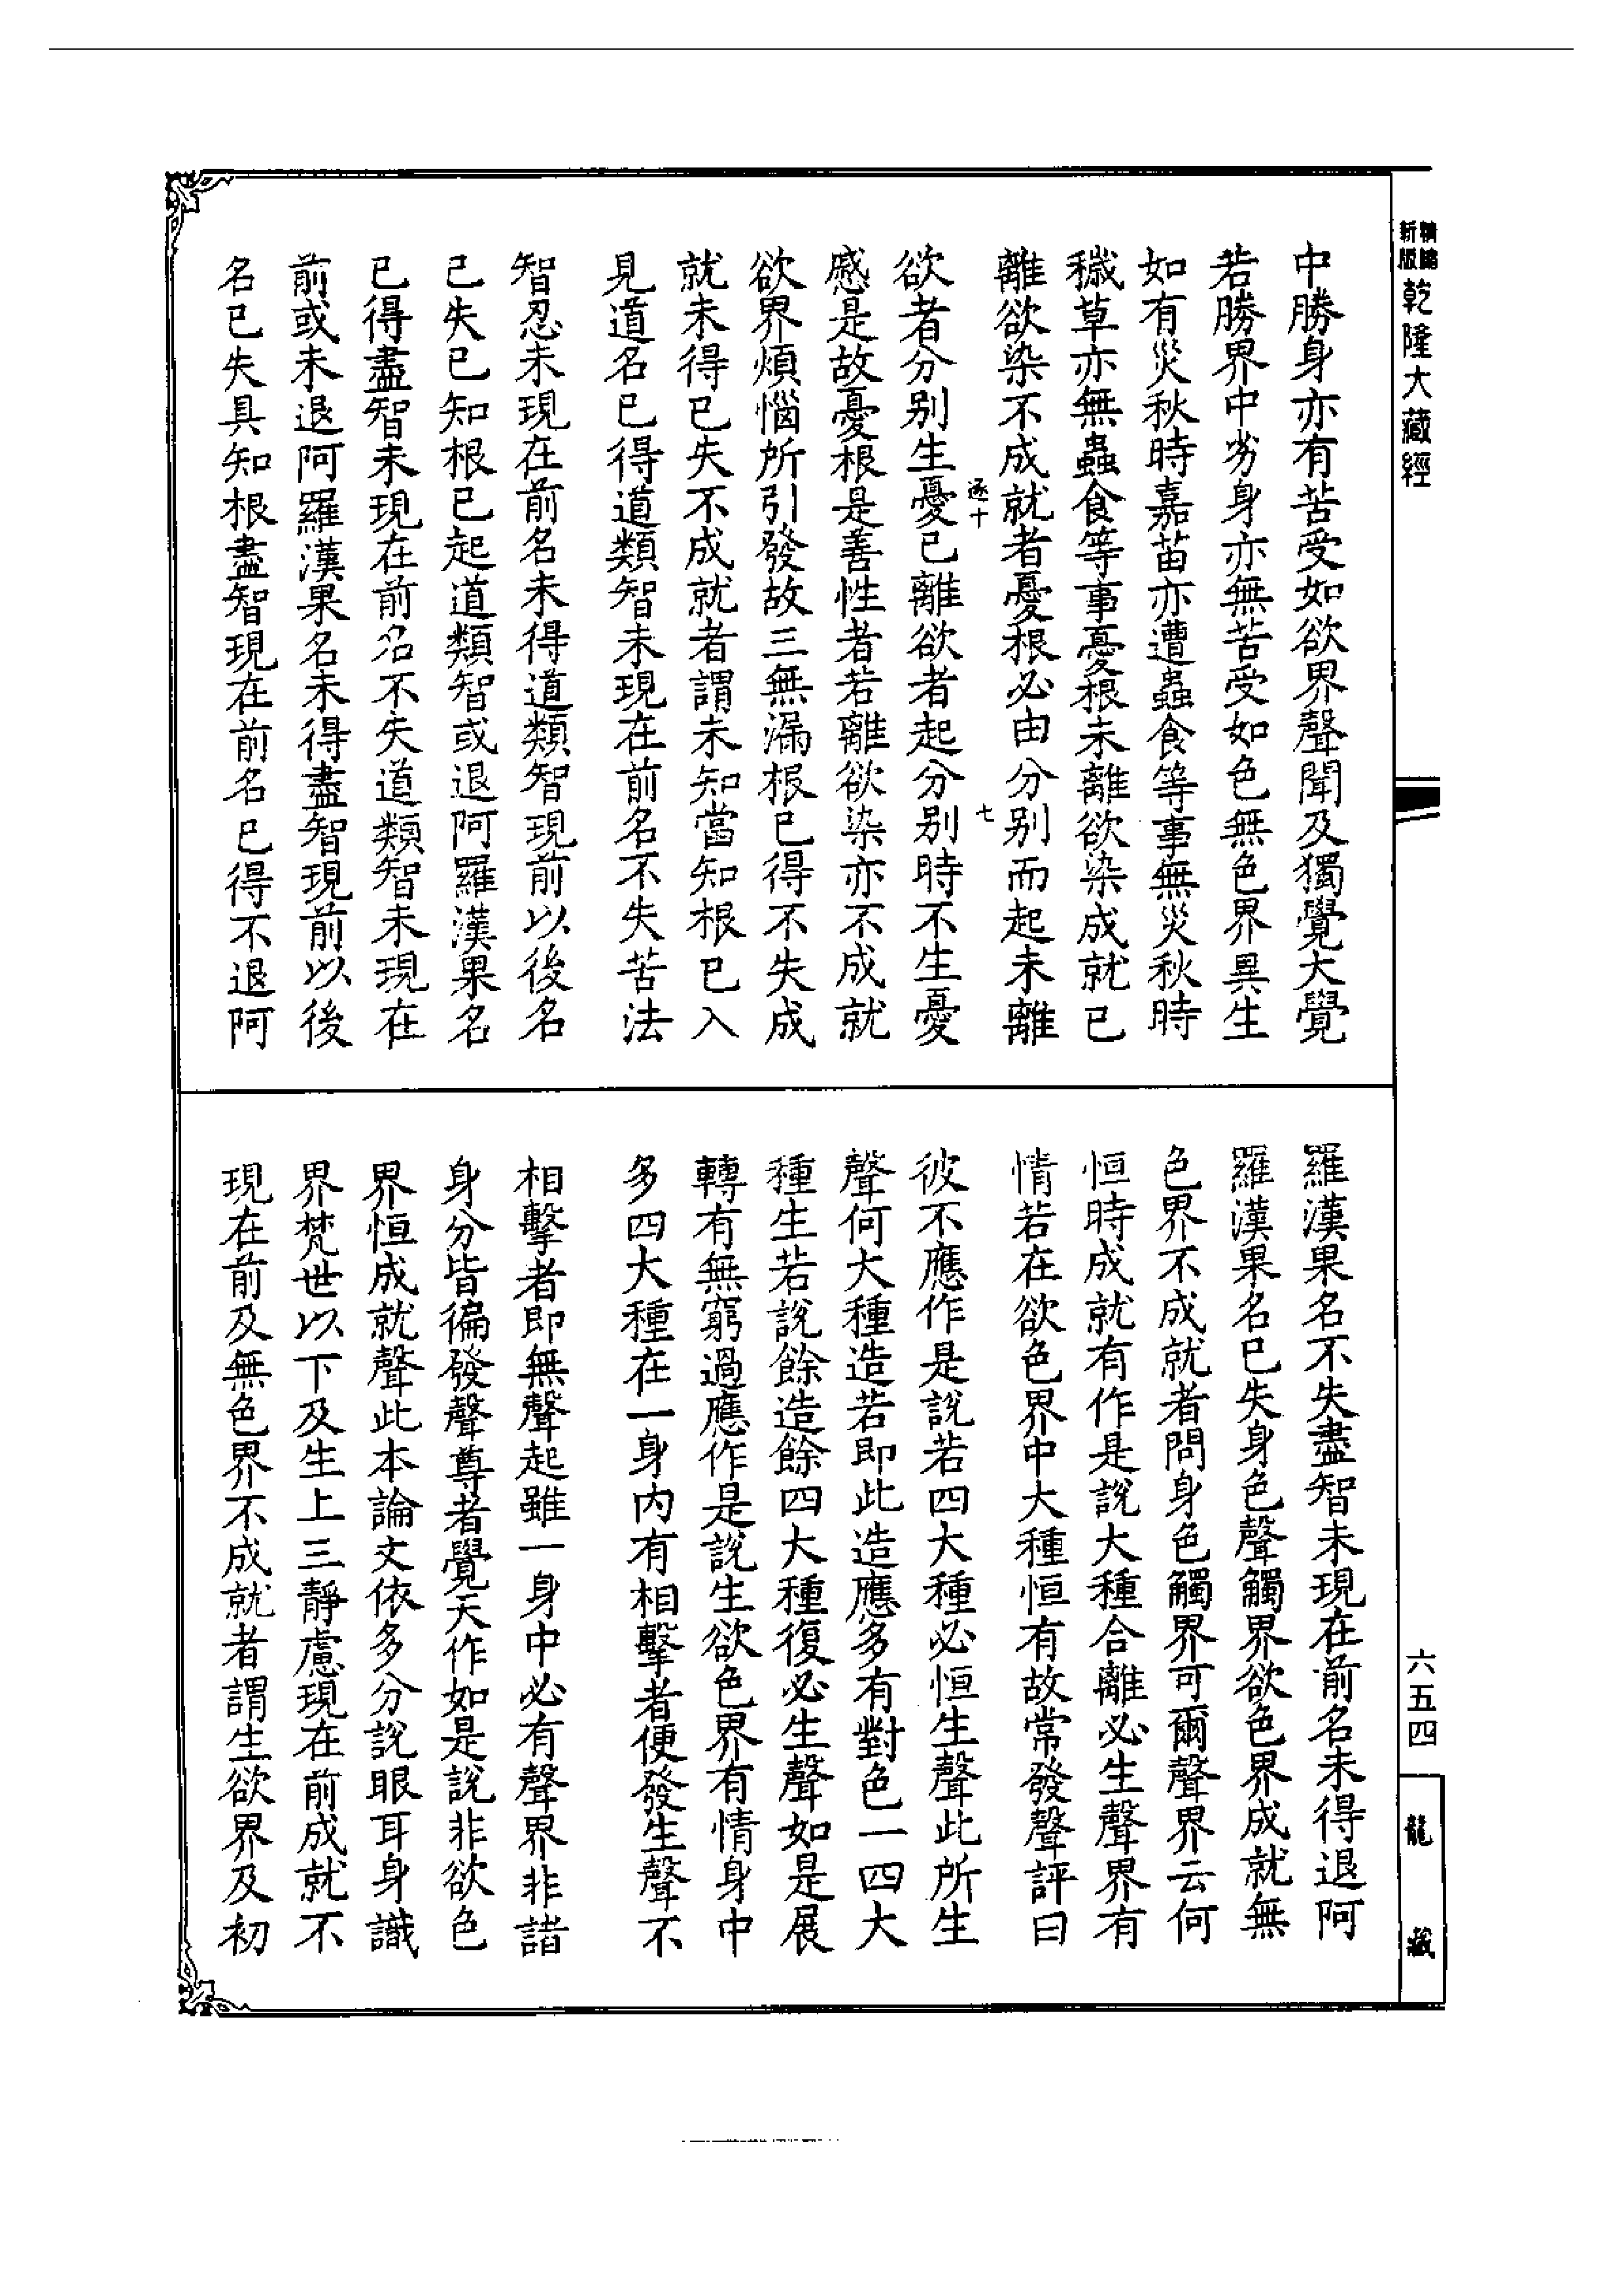 精編
新版
乾隆大藏經
中勝身亦有苦受如欲界聲聞及獨覺大覺
若勝界中劣身亦無苦受如色無色界異生
如有災秋時嘉苗亦遭蟲食等事無災秋時
穢草亦無蟲食等事憂根未離欲染成就已
離欲染不成就者憂根必由分別而起未離
逐十
七
欲者分別生憂已離欲者起分別時不生憂
慼是故憂根是善性者若離欲染亦不成就
欲界煩惱所引發故三無漏根已得不失成
就未得已失不成就者謂未知當知根已入
見道名已得道類智未現在前名不失苦法
智忍未現在前名未得道類智現前以後名
已失已知根已起道類智或退阿羅漢果名
已得盡智未現在前名不失道類智未現在
前或未退阿羅漢果名未得盡智現前以後
名已失具知根盡智現在前名已得不退阿
羅漢果名不失盡智未現在前名未得退阿
羅漢果名已失身色聲觸界欲色界成就無
色界不成就者問身色觸界可爾聲界云何
恒時成就有作是說大種合離必生聲界有
情若在欲色界中大種恒有故常發聲評曰
彼不應作是說若四大種必恒生聲此所生
聲何大種造若即此造應多有對色一四大
種生若說餘造餘四大種復必生聲如是展
轉有無窮過應作是說生欲色界有情身中
多四大種在一身內有相擊者便發生聲不
相擊者即無聲起雖一身中必有聲界非諸
身分皆徧發聲尊者覺天作如是說非欲色
界恒成就聲此本論文依多分說眼耳身識
界梵世以下及生上三靜慮現在前成就不
現在前及無色界不成就者謂生欲界及初
六五四
龍藏